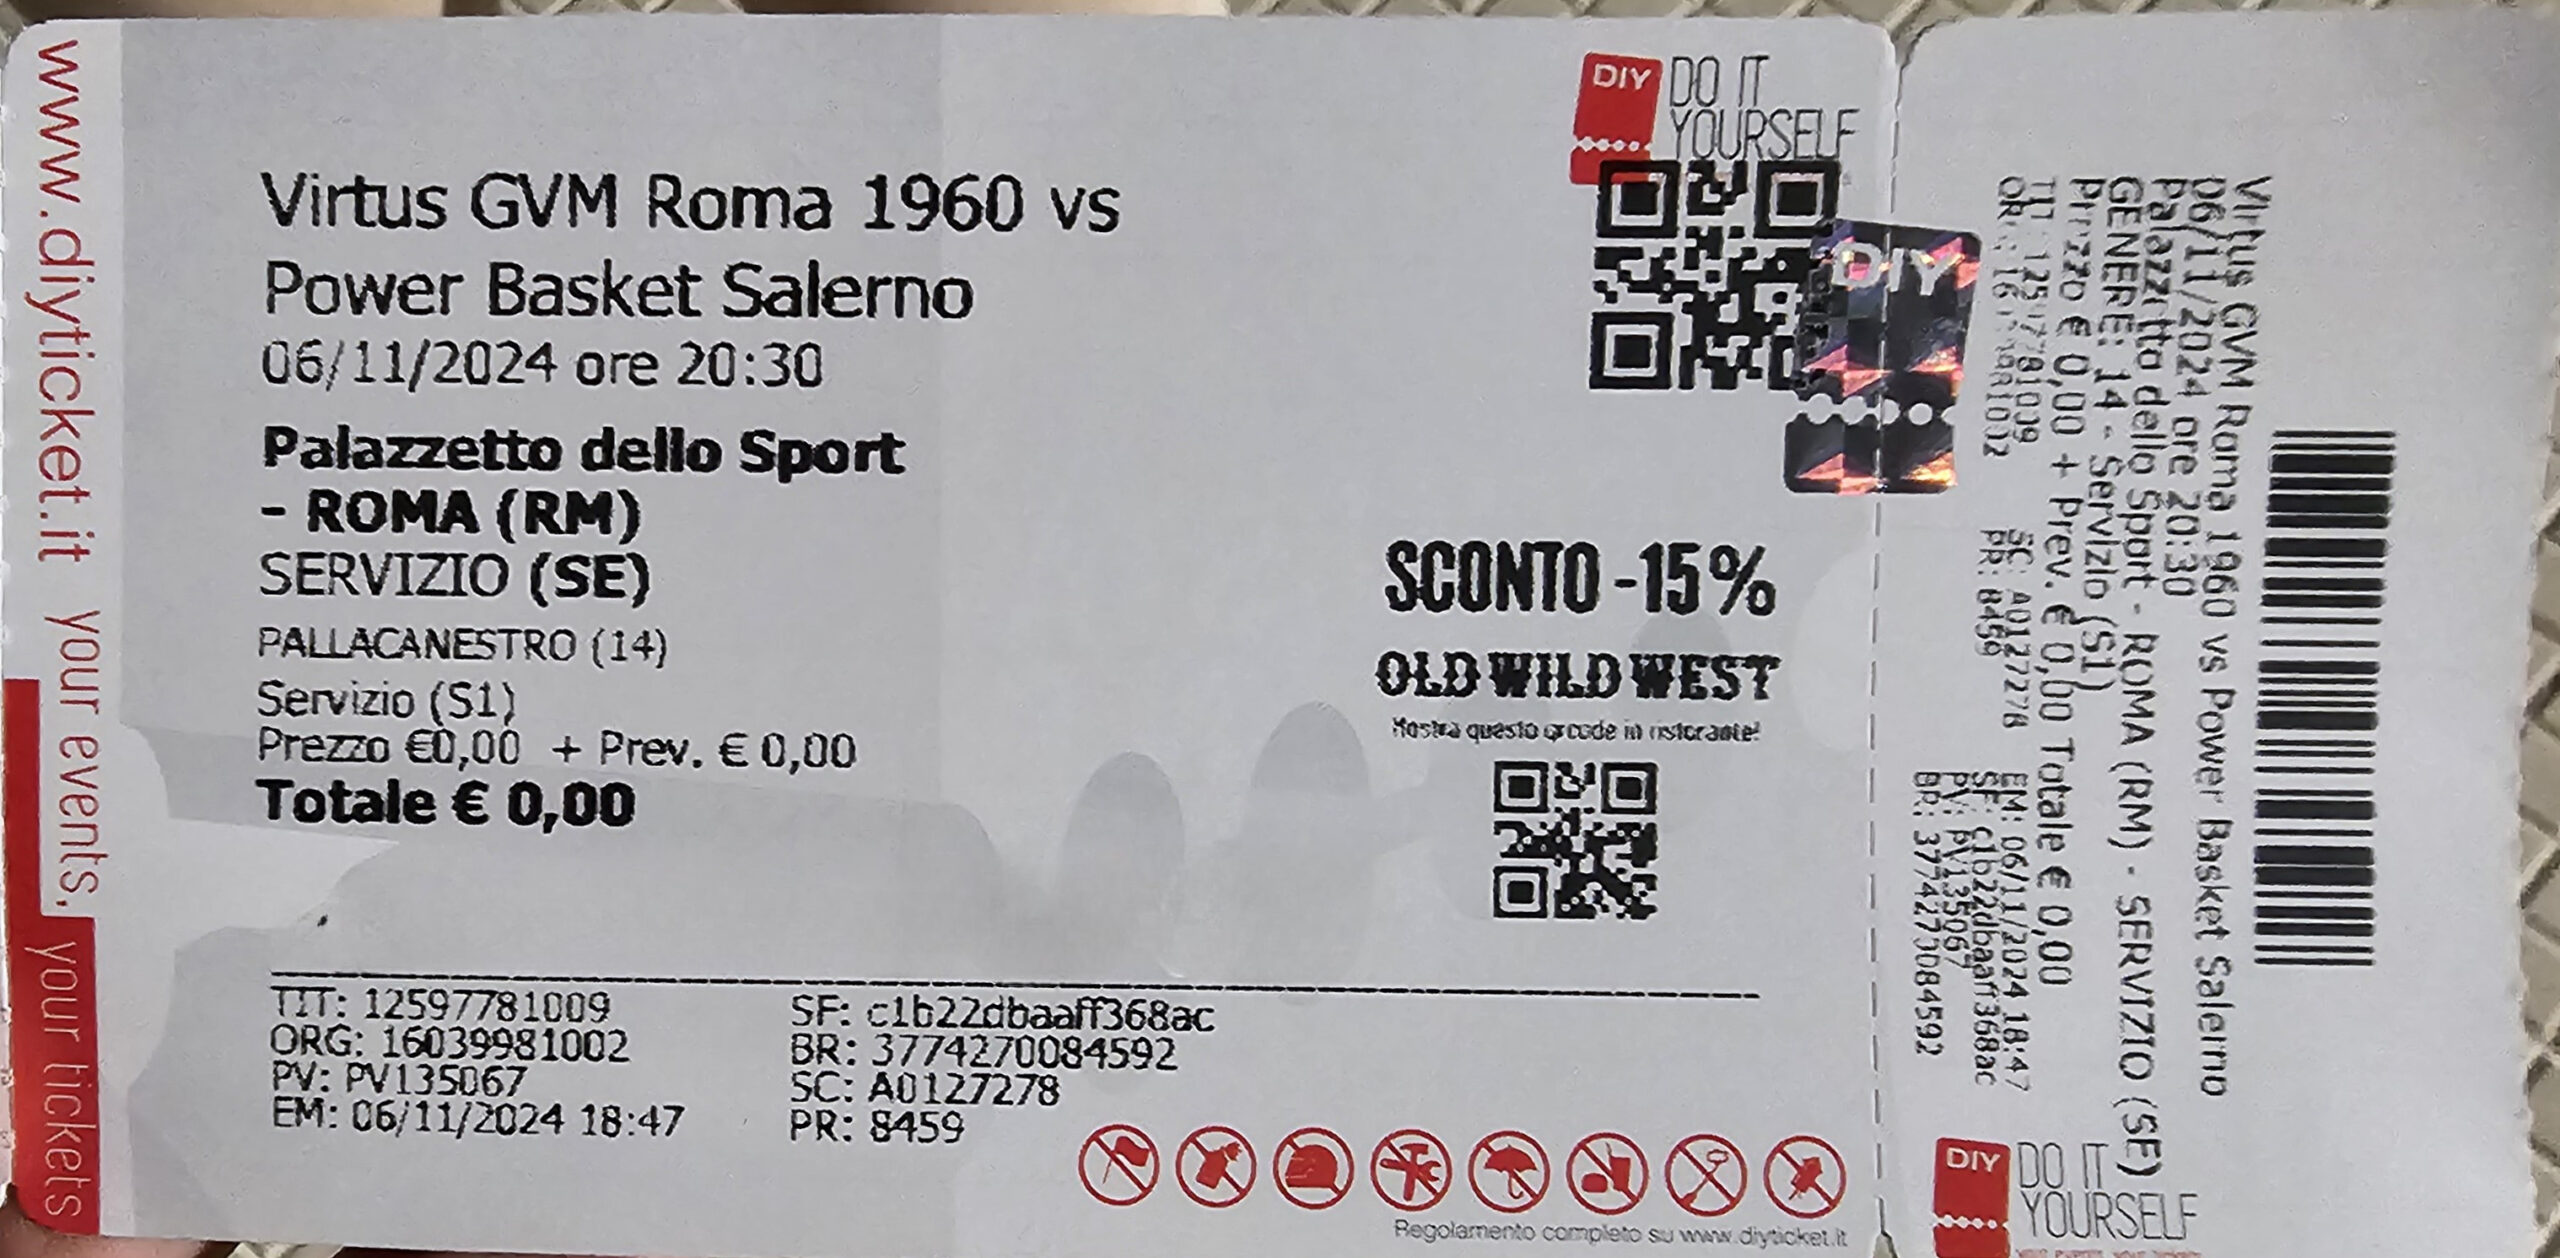 www.diyticket.it your events, your tickets
DIY DO IT
YOURSELF
Virtus GVM Roma 1960 vs
Power Basket Salerno
06/11/2024 ore 20:30
Palazzetto dello Sport
- ROMA (RM)
SERVIZIO (SE)
PALLACANESTRO (14)
Servizio (S1)
Prezzo €0,00 + Prev. € 0,00
Totale € 0,00
DIY
SCONTO -15%
OLD WILD WEST
Mostra questo qrcode in ristorante!
TIT: 12597781009
ORG: 16039981002
PV: PV135067
EM: 06/11/2024 18:47
SF: c1b22dbaaff368ac
BR: 3774270084592
SC: A0127278
PR: 8459
Regolamento completo su www.diyticket.it
Virtus GVM Roma 1960 vs Power Basket Salerno
06/11/2024 ore 20:30
Palazzetto dello Sport - ROMA (RM) - SERVIZIO (SE)
GENERE: 14 - Servizio (S1)
Prezzo € 0,00 + Prev. € 0,00 Totale € 0,00
TIT: 12597781009 SC: A0127278 EM: 06/11/2024 18:47
PR: 8459 SF: c1b22dbaaff368ac
PV: PV135067
BR: 3774270084592
DIY DO IT
YOURSELF